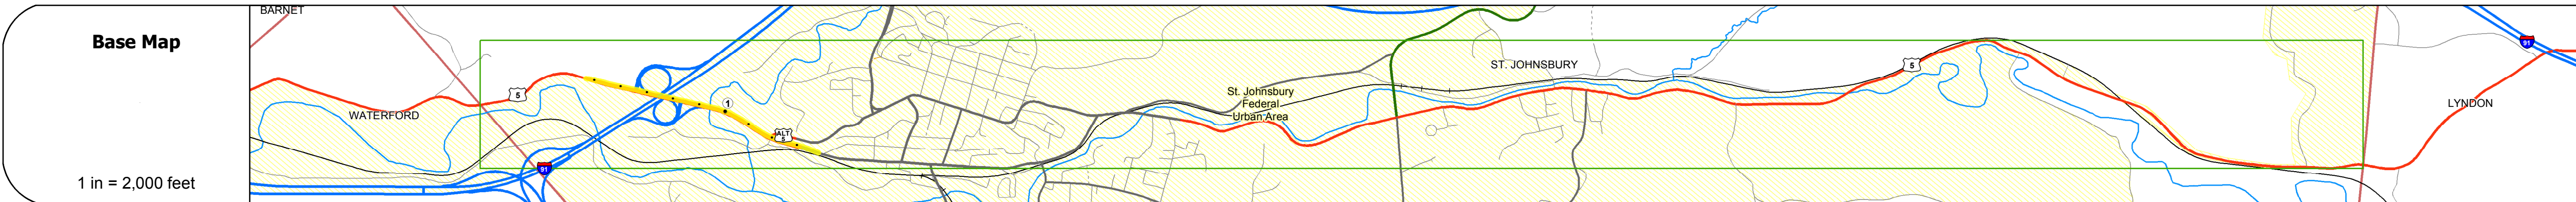 BARNET
Base Map
1 in = 2,000 feet
WATERFORD
5
91
1
ALT
5
St. Johnsbury
Federal
Urban Area
ST. JOHNSBURY
5
91
LYNDON